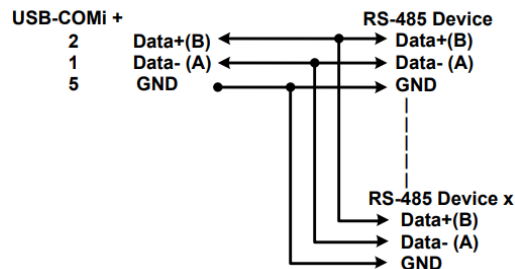 USB-COMi + RS-485 Device
2 Data+(B) Data+(B)
1 Data- (A) Data- (A)
5 GND GND
RS-485 Device x
Data+(B)
Data- (A)
GND